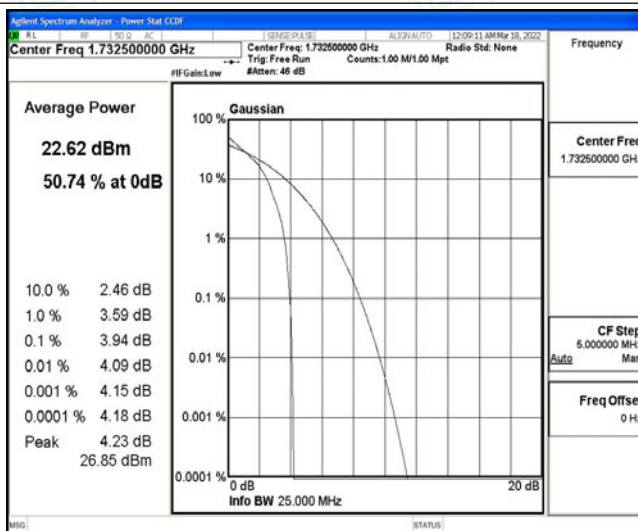 Agilent Spectrum Analyzer - Power Stat CCDF
RL RF 50 Ω AC SENSE:PULSE ALIGN AUTO 12:09:11 AM Mar 18, 2022
Center Freq 1.732500000 GHz
Center Freq: 1.732500000 GHz Radio Std: None
Trig: Free Run Counts:1.00 M/1.00 Mpt
#IFGain:Low #Atten: 46 dB
Average Power
22.62 dBm
50.74 % at 0dB
10.0 % 2.46 dB
1.0 % 3.59 dB
0.1 % 3.94 dB
0.01 % 4.09 dB
0.001 % 4.15 dB
0.0001 % 4.18 dB
Peak 4.23 dB
26.85 dBm
Gaussian
100 %
10 %
1 %
0.1 %
0.01 %
0.001 %
0.0001 %
0 dB 20 dB
Info BW 25.000 MHz
Frequency
Center Freq
1.732500000 GHz
CF Step
5.000000 MHz
Auto Man
Freq Offset
0 Hz
MSG STATUS